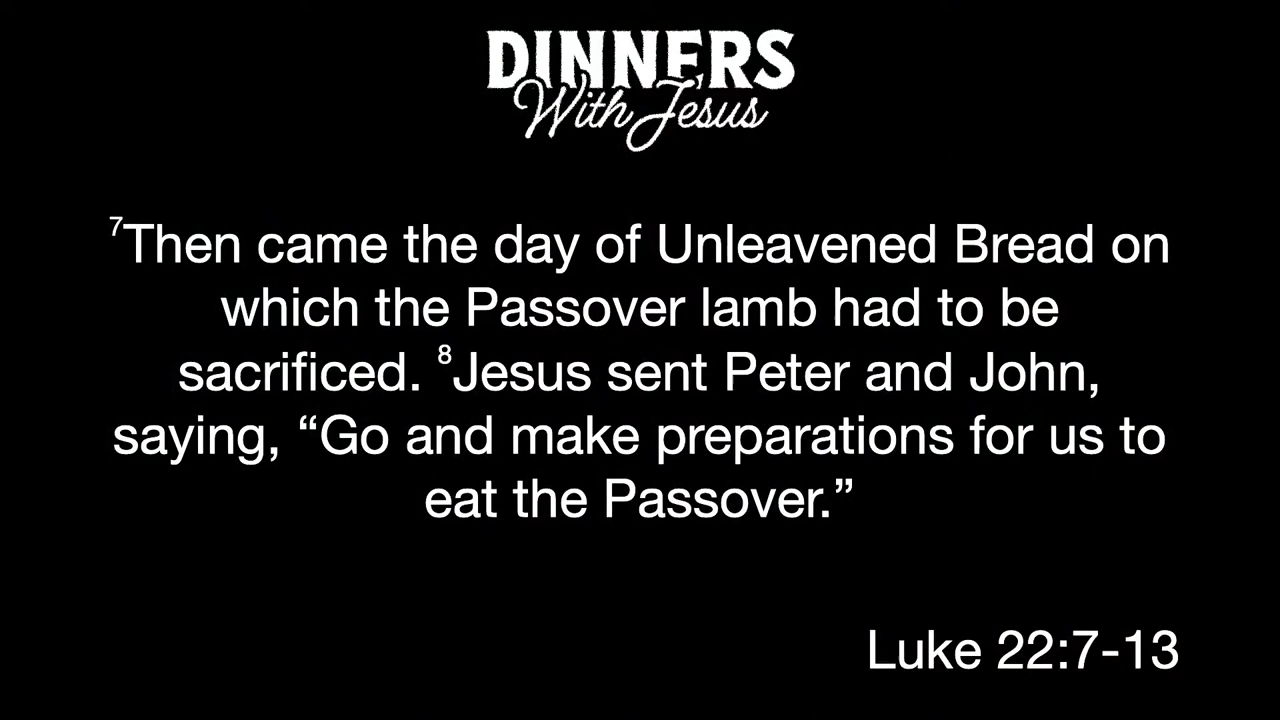 DINNERS
With Jesus
⁷Then came the day of Unleavened Bread on
which the Passover lamb had to be
sacrificed. ⁸Jesus sent Peter and John,
saying, “Go and make preparations for us to
eat the Passover.”
Luke 22:7-13